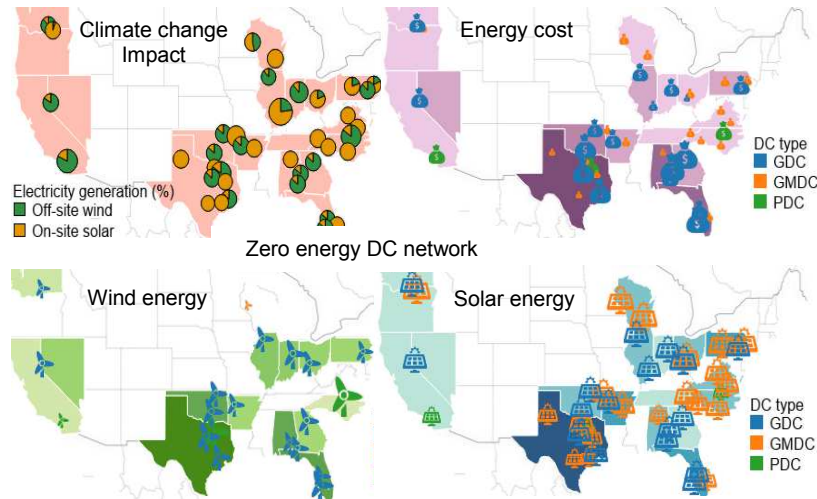 Climate change
Impact
Energy cost
Electricity generation (%)
Off-site wind
On-site solar
DC type
GDC
GMDC
PDC
Zero energy DC network
Wind energy
Solar energy
DC type
GDC
GMDC
PDC